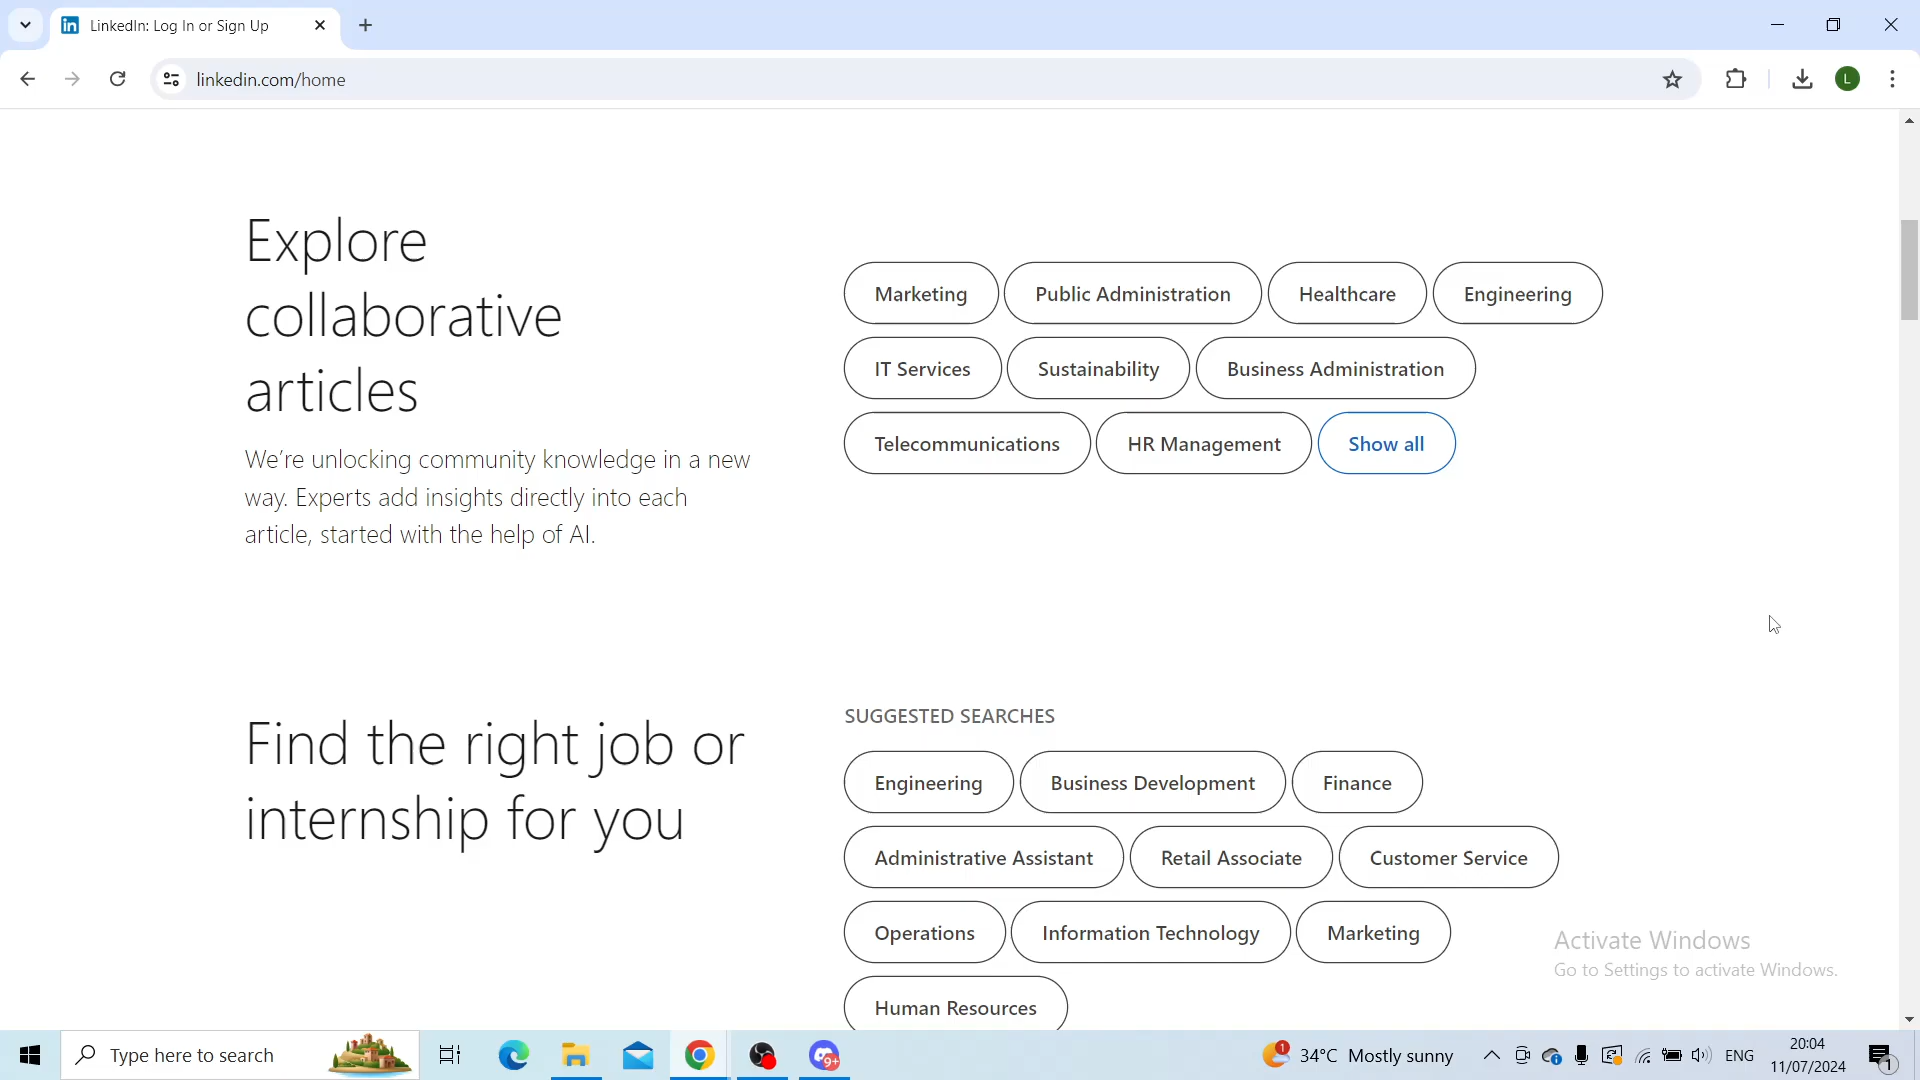 LinkedIn: Log In or Sign Up
linkedin.com/home
L
Explore
collaborative
articles
We’re unlocking community knowledge in a new
way. Experts add insights directly into each
article, started with the help of AI.
Marketing Public Administration Healthcare Engineering
IT Services Sustainability Business Administration
Telecommunications HR Management Show all
Find the right job or
internship for you
SUGGESTED SEARCHES
Engineering Business Development Finance
Administrative Assistant Retail Associate Customer Service
Operations Information Technology Marketing
Human Resources
Activate Windows
Go to Settings to activate Windows.
Type here to search
9+
1
34°C Mostly sunny
ENG
20:04
11/07/2024
1